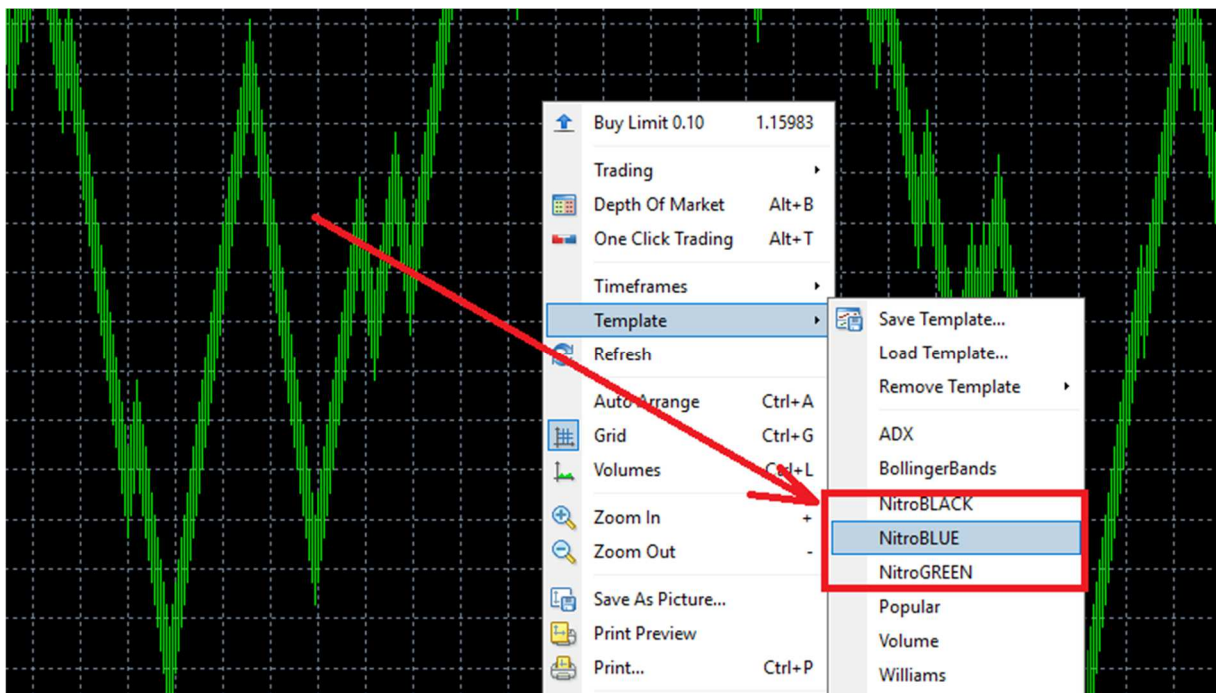 Buy Limit 0.10 1.15983
Trading
Depth Of Market Alt+B
One Click Trading Alt+T
Timeframes
Template
Refresh
Auto Arrange Ctrl+A
Grid Ctrl+G
Volumes Ctrl+L
Zoom In +
Zoom Out -
Save As Picture...
Print Preview
Print... Ctrl+P
Save Template...
Load Template...
Remove Template
ADX
BollingerBands
NitroBLACK
NitroBLUE
NitroGREEN
Popular
Volume
Williams